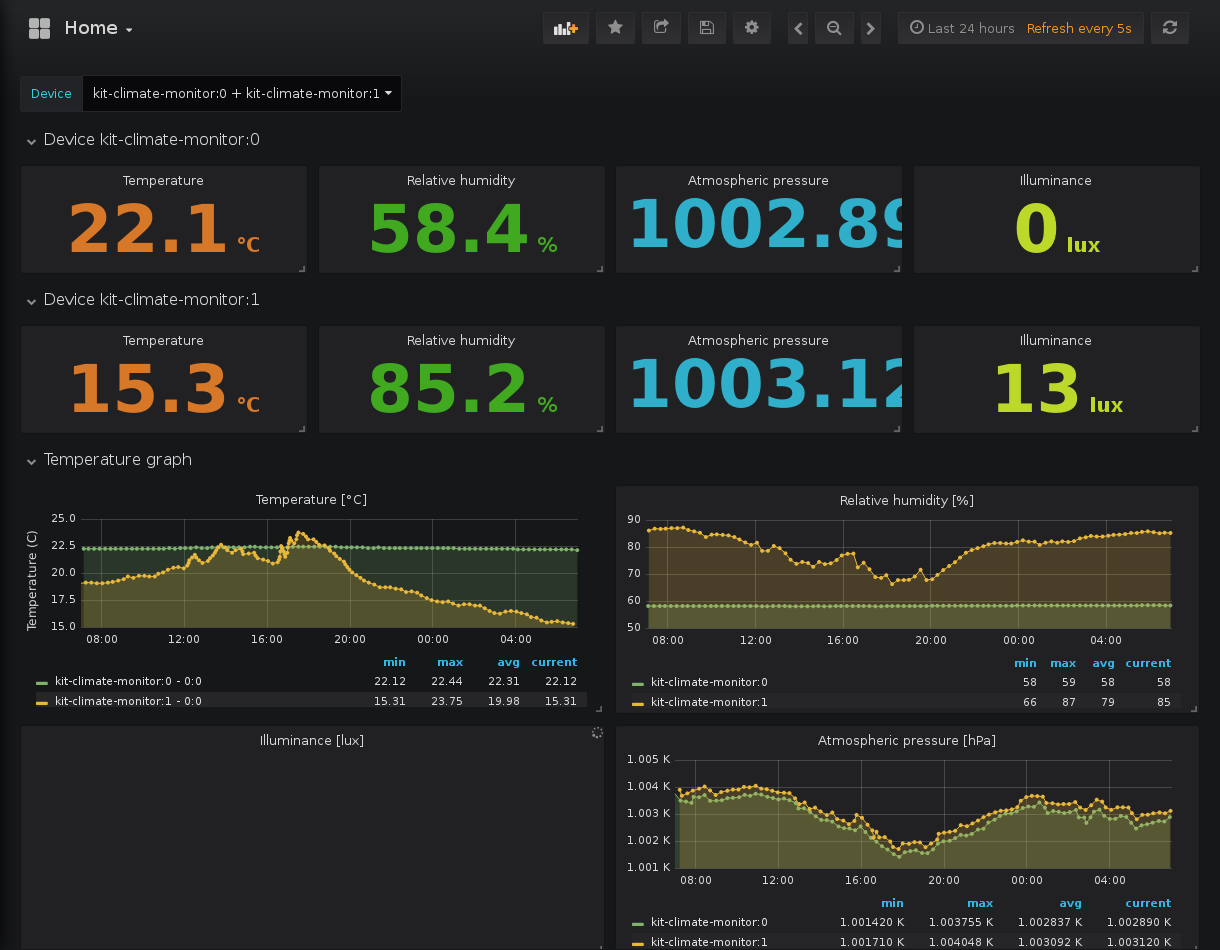 Home
Last 24 hours Refresh every 5s
Device kit-climate-monitor:0 + kit-climate-monitor:1
Device kit-climate-monitor:0
Temperature Relative humidity Atmospheric pressure Illuminance
22.1 °C 58.4 % 1002.89 0 lux
Device kit-climate-monitor:1
Temperature Relative humidity Atmospheric pressure Illuminance
15.3 °C 85.2 % 1003.12 13 lux
Temperature graph
Temperature [°C]
Temperature (C)
25.0
22.5
20.0
17.5
15.0
08:00 12:00 16:00 20:00 00:00 04:00
min max avg current
kit-climate-monitor:0 - 0:0 22.12 22.44 22.31 22.12
kit-climate-monitor:1 - 0:0 15.31 23.75 19.98 15.31
Relative humidity [%]
90
80
70
60
50
08:00 12:00 16:00 20:00 00:00 04:00
min max avg current
kit-climate-monitor:0 58 59 58 58
kit-climate-monitor:1 66 87 79 85
Illuminance [lux]
Atmospheric pressure [hPa]
1.005 K
1.004 K
1.003 K
1.002 K
1.001 K
08:00 12:00 16:00 20:00 00:00 04:00
min max avg current
kit-climate-monitor:0 1.001420 K 1.003755 K 1.002837 K 1.002890 K
kit-climate-monitor:1 1.001710 K 1.004048 K 1.003092 K 1.003120 K